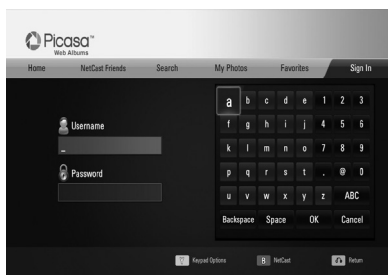 Picasa™
Web Albums
Home NetCast Friends Search My Photos Favorites Sign In
a b c d e 1 2 3
f g h i j 4 5 6
k l m n o 7 8 9
p q r s t . @ 0
u v w x y z ABC
Backspace Space OK Cancel
Username
_
Password
Keypad Options B NetCast Return